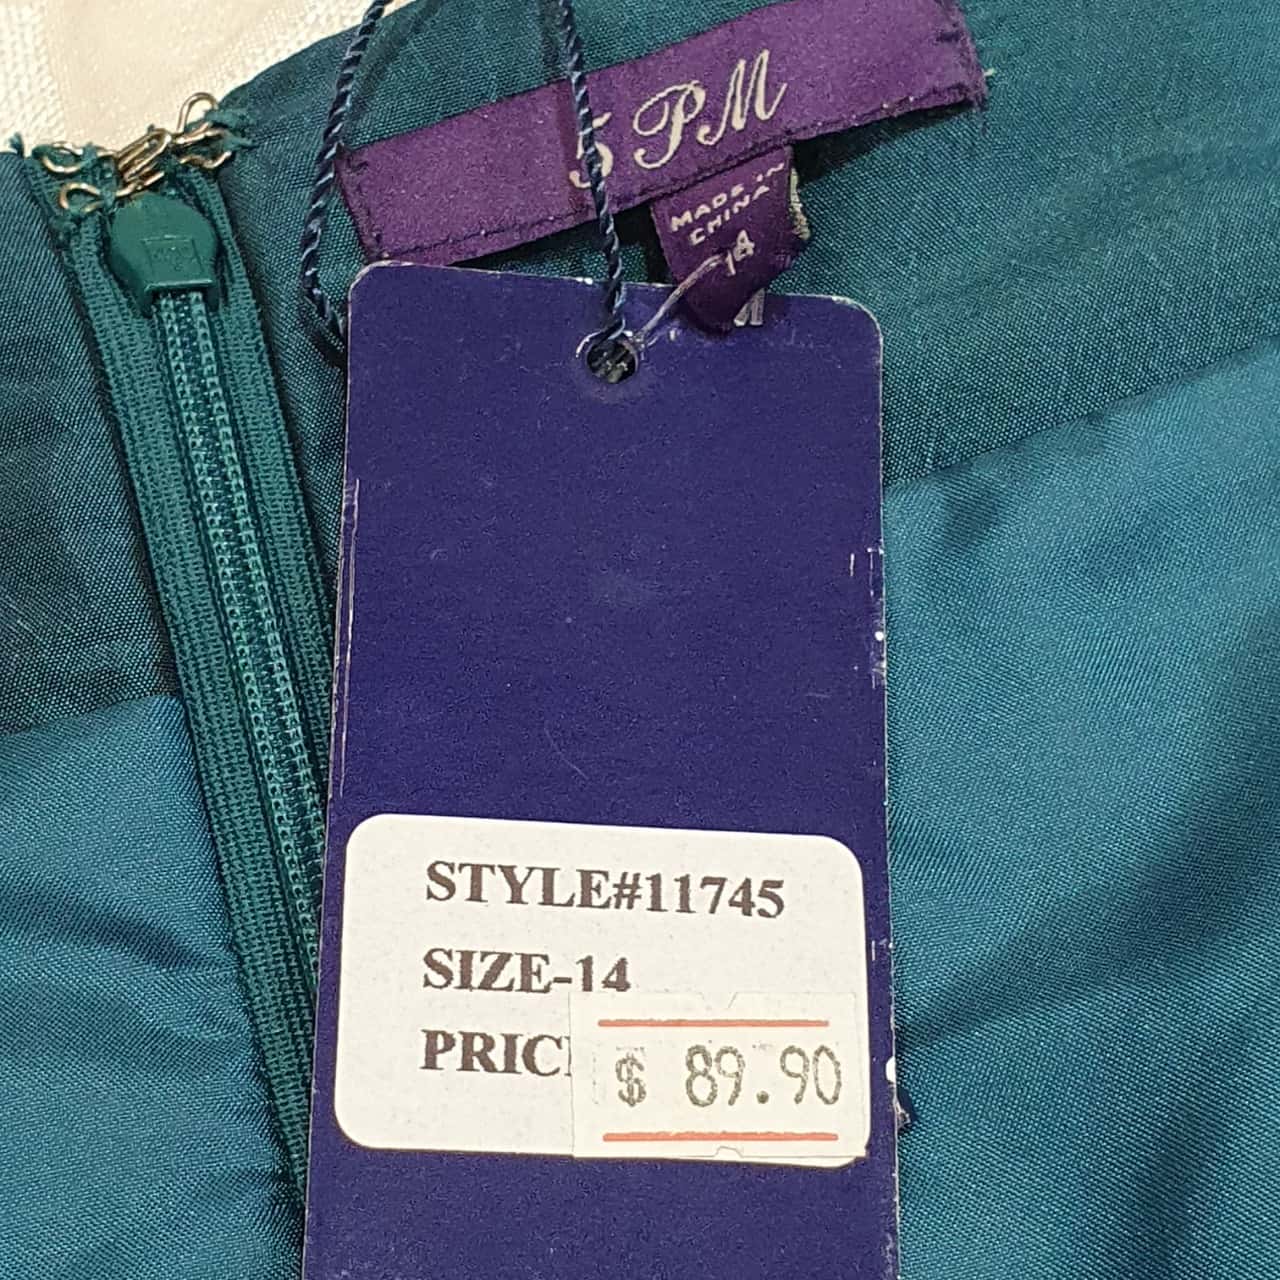 5 PM
MADE IN
CHINA
14
STYLE#11745
SIZE-14
PRIC
$ 89.90